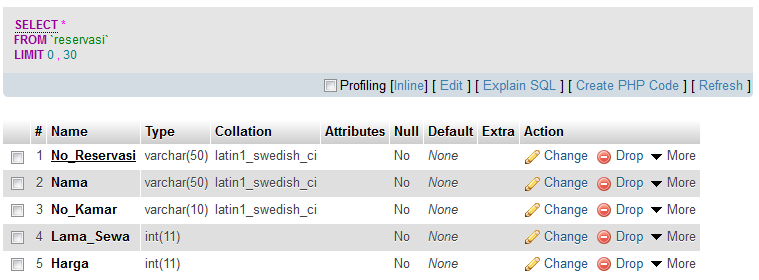 SELECT *
FROM `reservasi`
LIMIT 0 , 30
Profiling [Inline] [ Edit ] [ Explain SQL ] [ Create PHP Code ] [ Refresh ]
# Name Type Collation Attributes Null Default Extra Action
1 No_Reservasi varchar(50) latin1_swedish_ci No None Change Drop More
2 Nama varchar(50) latin1_swedish_ci No None Change Drop More
3 No_Kamar varchar(10) latin1_swedish_ci No None Change Drop More
4 Lama_Sewa int(11) No None Change Drop More
5 Harga int(11) No None Change Drop More